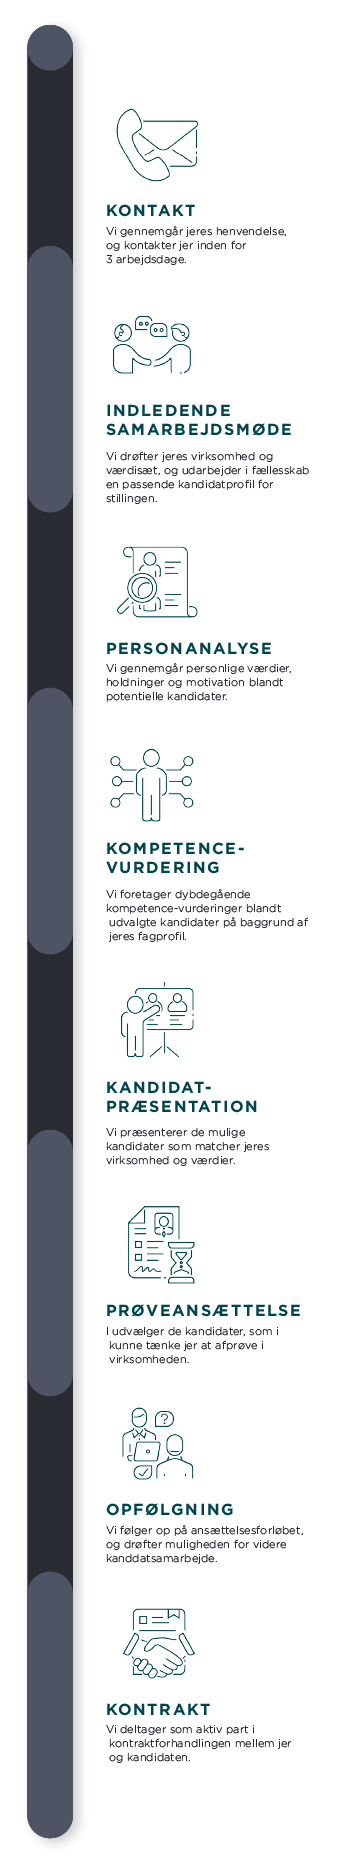 KONTAKT
Vi gennemgår jeres henvendelse,
og kontakter jer inden for
3 arbejdsdage.
INDLEDENDE
SAMARBEJDSMØDE
Vi drøfter jeres virksomhed og
værdisæt, og udarbejder i fællesskab
en passende kandidatprofil for
stillingen.
PERSONANALYSE
Vi gennemgår personlige værdier,
holdninger og motivation blandt
potentielle kandidater.
KOMPETENCE-
VURDERING
Vi foretager dybdegående
kompetence-vurderinger blandt
udvalgte kandidater på baggrund af
jeres fagprofil.
KANDIDAT-
PRÆSENTATION
Vi præsenterer de mulige
kandidater som matcher jeres
virksomhed og værdier.
PRØVEANSÆTTELSE
I udvælger de kandidater, som i
kunne tænke jer at afprøve i
virksomheden.
?
OPFØLGNING
Vi følger op på ansættelsesforløbet,
og drøfter muligheden for videre
kanddatsamarbejde.
KONTRAKT
Vi deltager som aktiv part i
kontraktforhandlingen mellem jer
og kandidaten.